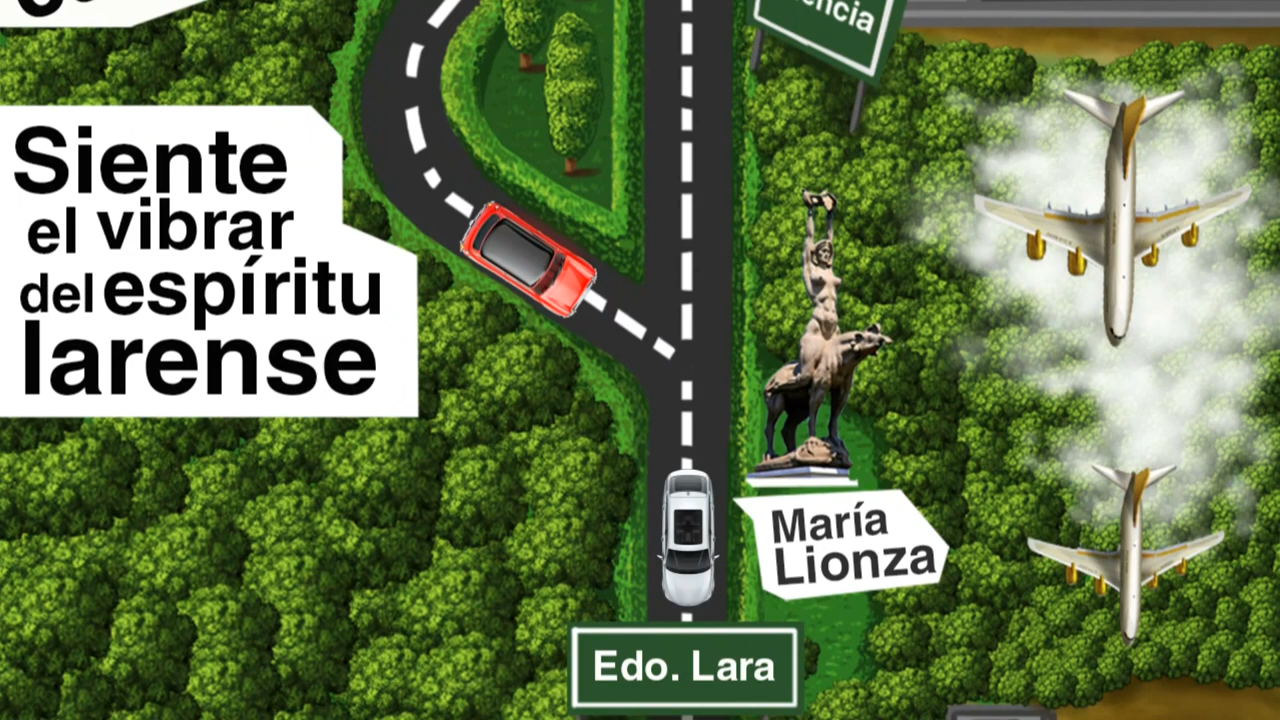 Siente
el vibrar
del espíritu
larense
María
Lionza
Edo. Lara